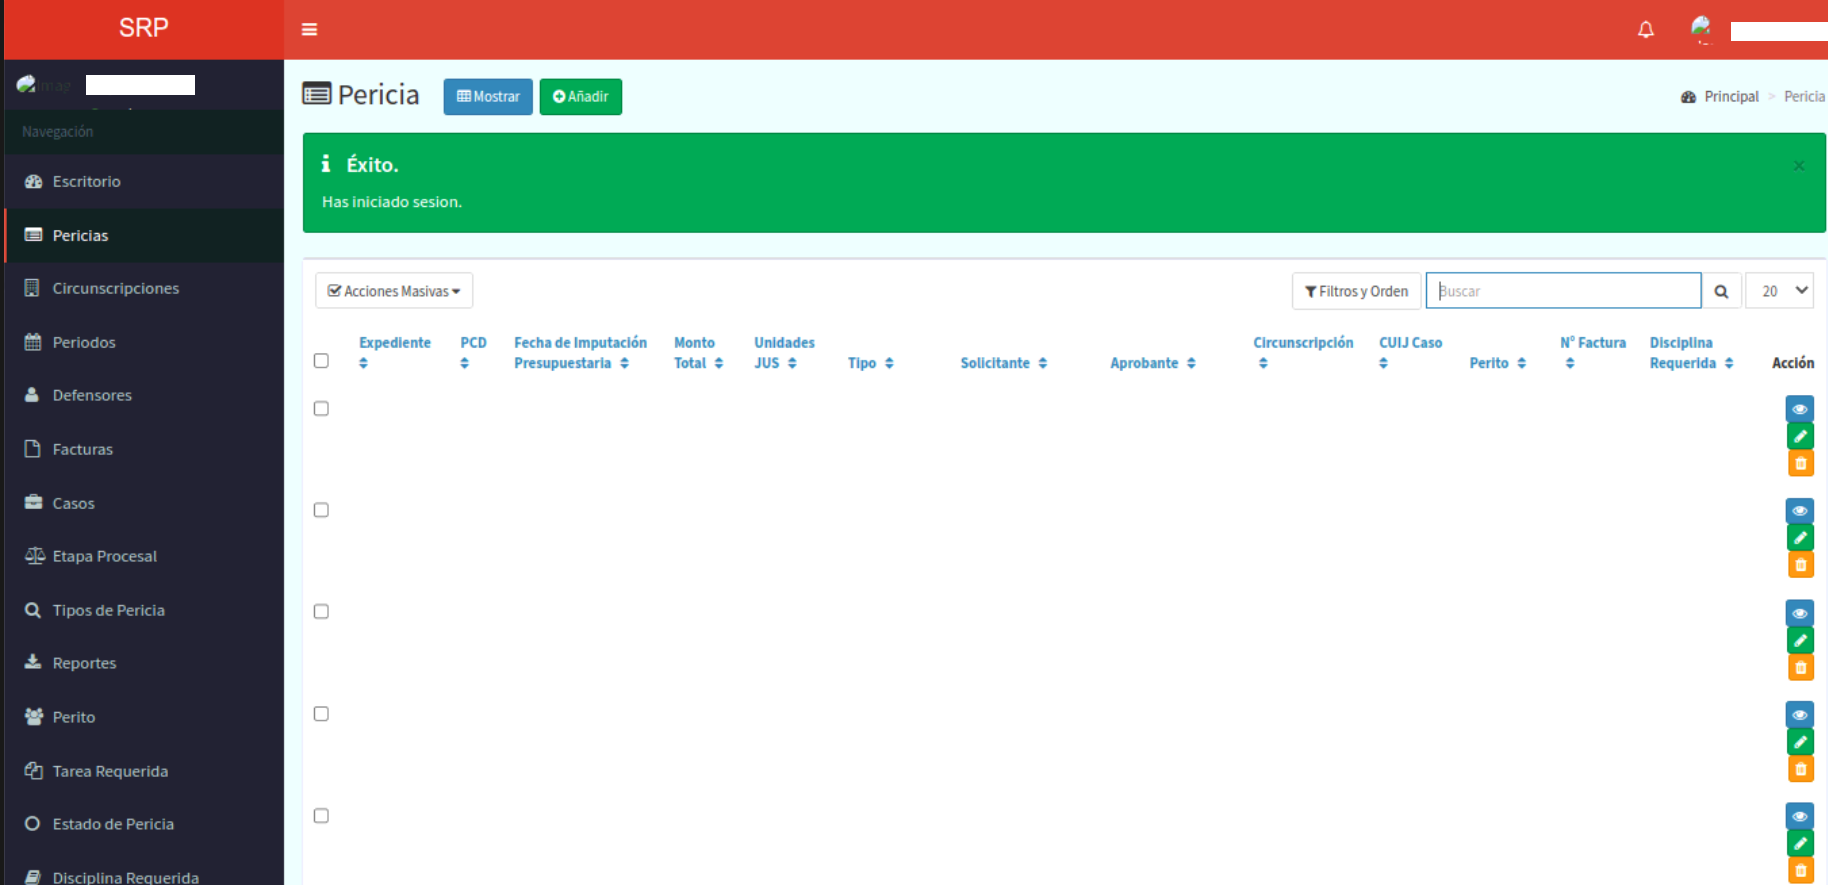 SRP
Imag
Navegación
Escritorio
Pericias
Circunscripciones
Periodos
Defensores
Facturas
Casos
Etapa Procesal
Tipos de Pericia
Reportes
Perito
Tarea Requerida
Estado de Pericia
Disciplina Requerida
Pericia
Mostrar
Añadir
Principal > Pericia
Éxito.
×
Has iniciado sesion.
Acciones Masivas
Filtros y Orden
Buscar
20
Expediente
PCD
Fecha de Imputación Presupuestaria
Monto Total
Unidades JUS
Tipo
Solicitante
Aprobante
Circunscripción
CUIJ Caso
Perito
N° Factura
Disciplina Requerida
Acción